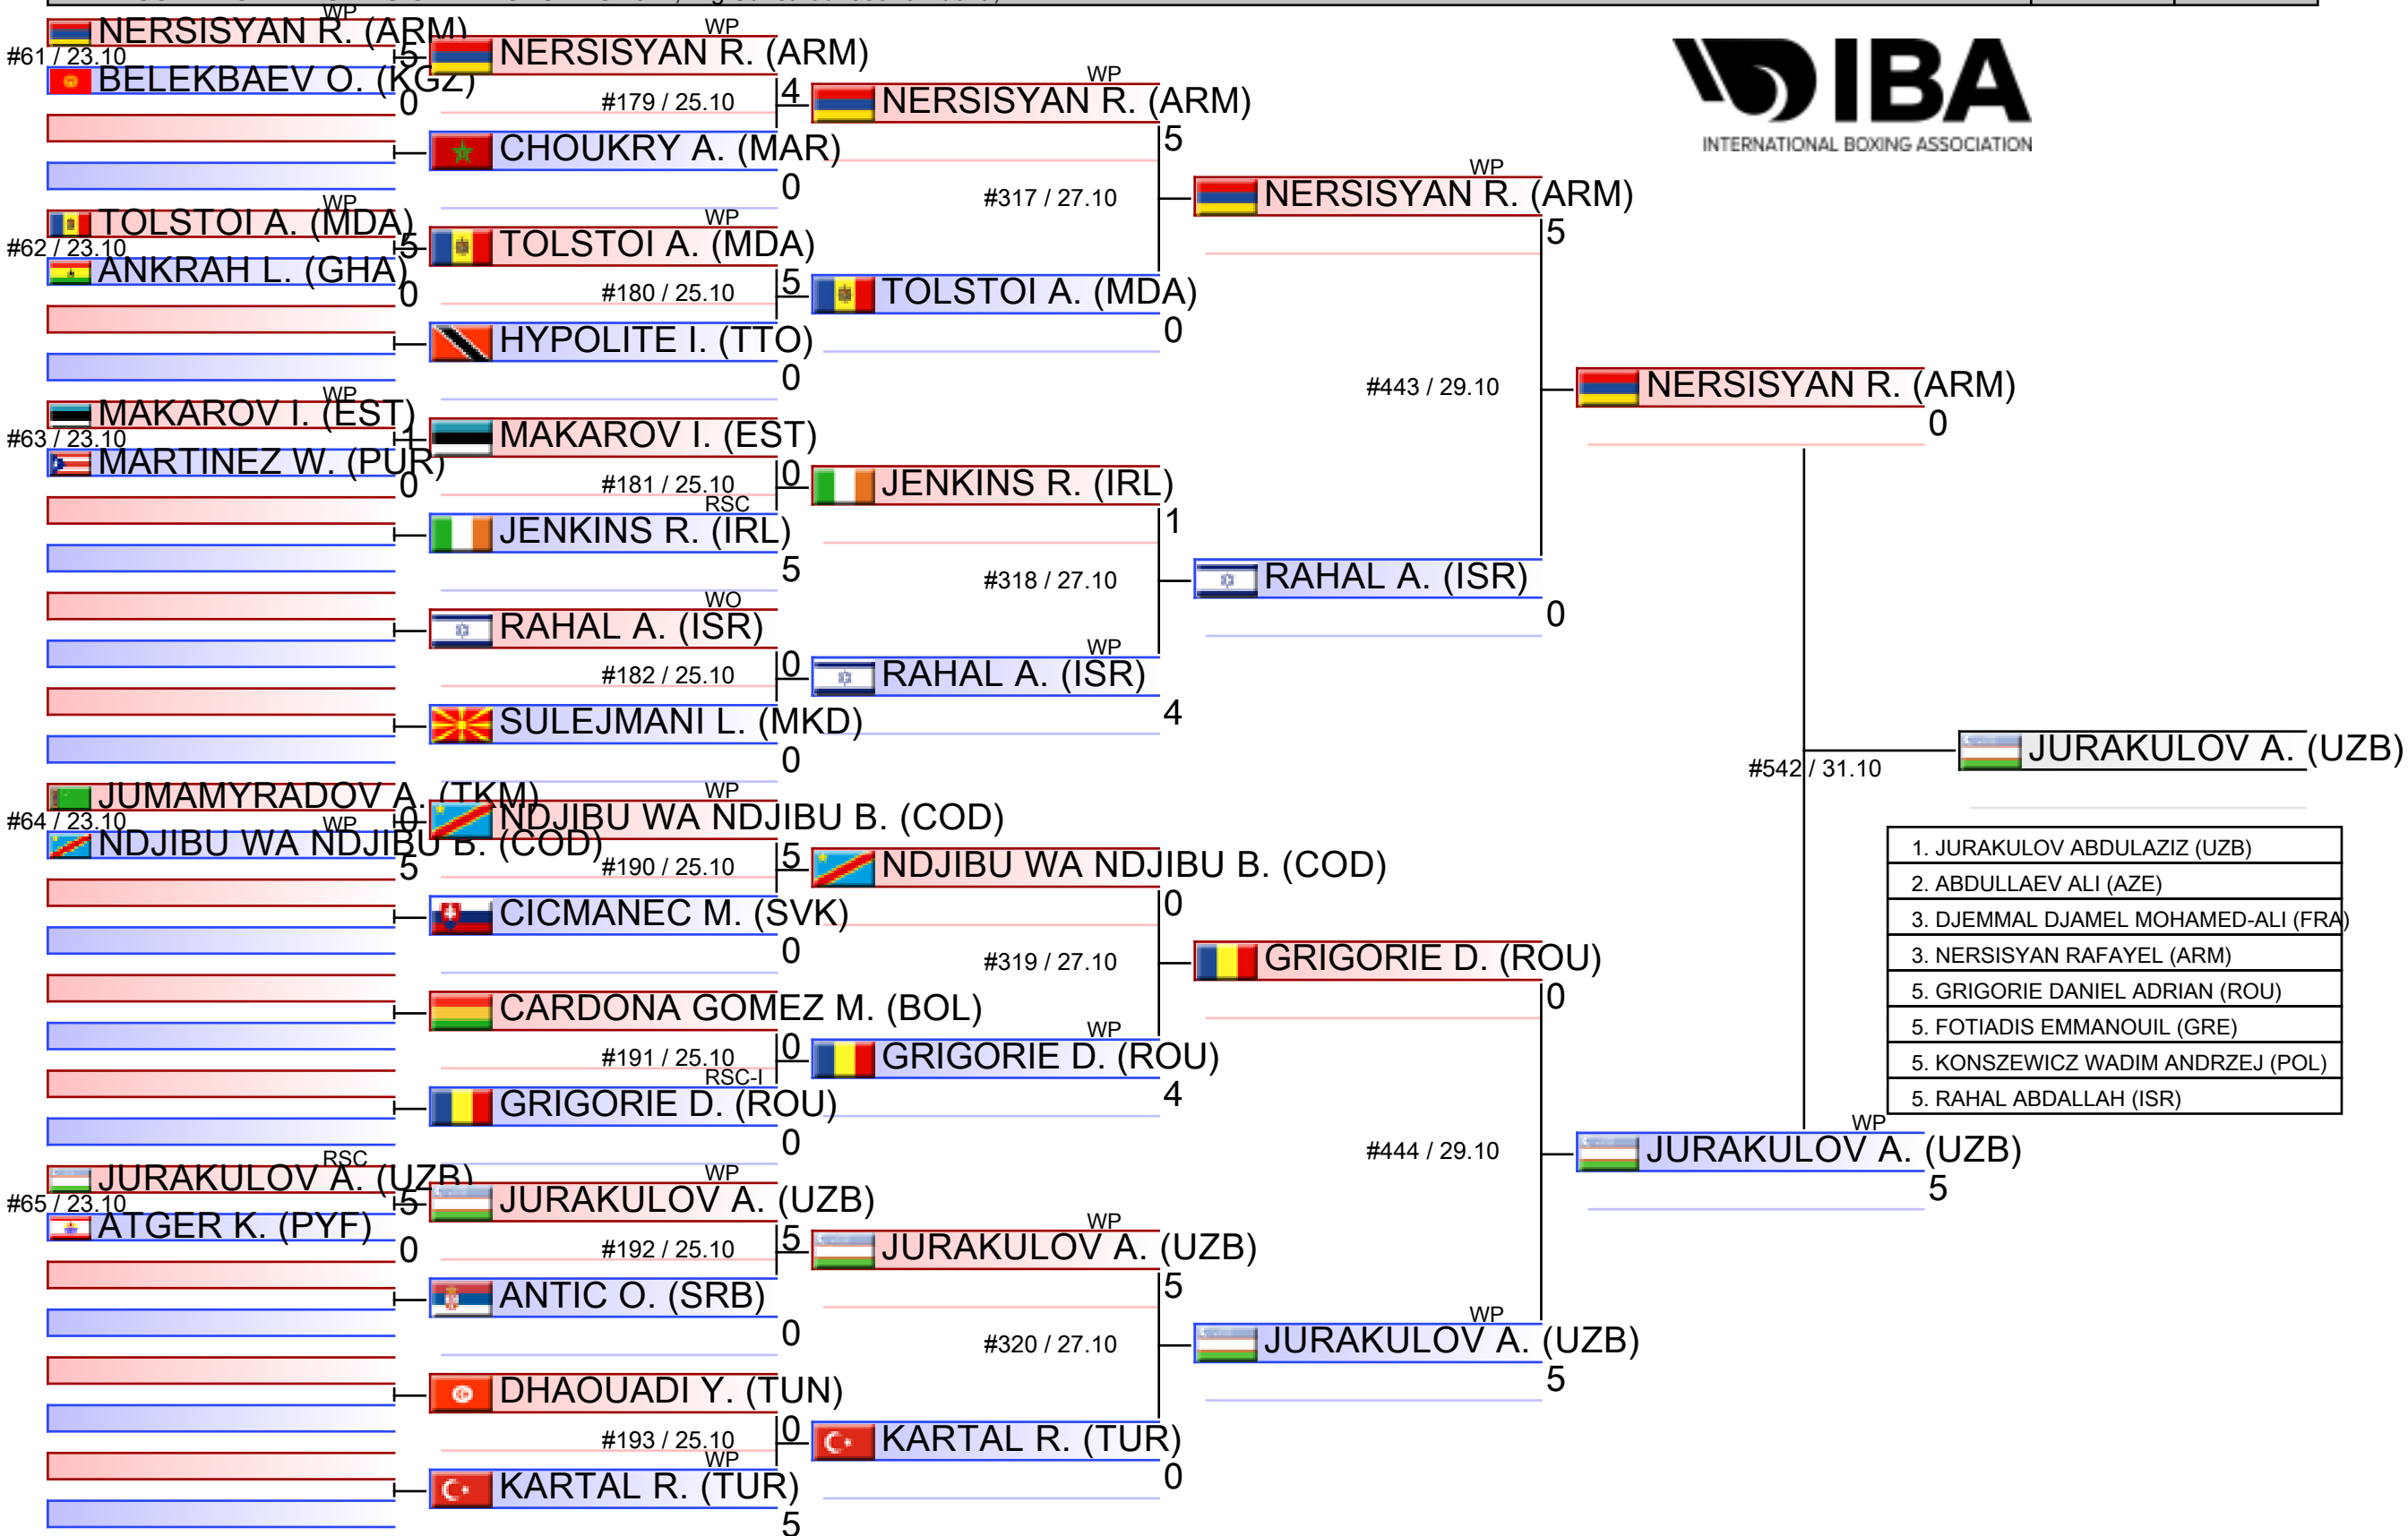 WP
NERSISYAN R. (ARM)
5
#61 / 23.10
BELEKBAEV O. (KGZ)
0
WP
TOLSTOI A. (MDA)
5
#62 / 23.10
ANKRAH L. (GHA)
0
WP
MAKAROV I. (EST)
1
#63 / 23.10
MARTINEZ W. (PUR)
0
JUMAMYRADOV A. (TKM)
0
#64 / 23.10
WP
NDJIBU WA NDJIBU B. (COD)
5
RSC
JURAKULOV A. (UZB)
5
#65 / 23.10
ATGER K. (PYF)
0
WP
NERSISYAN R. (ARM)
4
#179 / 25.10
CHOUKRY A. (MAR)
0
WP
TOLSTOI A. (MDA)
5
#180 / 25.10
HYPOLITE I. (TTO)
0
MAKAROV I. (EST)
0
#181 / 25.10
RSC
JENKINS R. (IRL)
5
WO
RAHAL A. (ISR)
0
#182 / 25.10
SULEJMANI L. (MKD)
0
WP
NDJIBU WA NDJIBU B. (COD)
5
#190 / 25.10
CICMANEC M. (SVK)
0
CARDONA GOMEZ M. (BOL)
0
#191 / 25.10
RSC-I
GRIGORIE D. (ROU)
0
WP
JURAKULOV A. (UZB)
5
#192 / 25.10
ANTIC O. (SRB)
0
DHAOUADI Y. (TUN)
0
#193 / 25.10
WP
KARTAL R. (TUR)
5
WP
NERSISYAN R. (ARM)
5
#317 / 27.10
TOLSTOI A. (MDA)
0
JENKINS R. (IRL)
1
#318 / 27.10
WP
RAHAL A. (ISR)
4
NDJIBU WA NDJIBU B. (COD)
0
#319 / 27.10
WP
GRIGORIE D. (ROU)
4
WP
JURAKULOV A. (UZB)
5
#320 / 27.10
KARTAL R. (TUR)
0
WP
NERSISYAN R. (ARM)
5
#443 / 29.10
RAHAL A. (ISR)
0
GRIGORIE D. (ROU)
0
#444 / 29.10
WP
JURAKULOV A. (UZB)
5
NERSISYAN R. (ARM)
0
#542 / 31.10
WP
JURAKULOV A. (UZB)
5
JURAKULOV A. (UZB)
IBA
INTERNATIONAL BOXING ASSOCIATION
1. JURAKULOV ABDULAZIZ (UZB)
2. ABDULLAEV ALI (AZE)
3. DJEMMAL DJAMEL MOHAMED-ALI (FRA)
3. NERSISYAN RAFAYEL (ARM)
5. GRIGORIE DANIEL ADRIAN (ROU)
5. FOTIADIS EMMANOUIL (GRE)
5. KONSZEWICZ WADIM ANDRZEJ (POL)
5. RAHAL ABDALLAH (ISR)